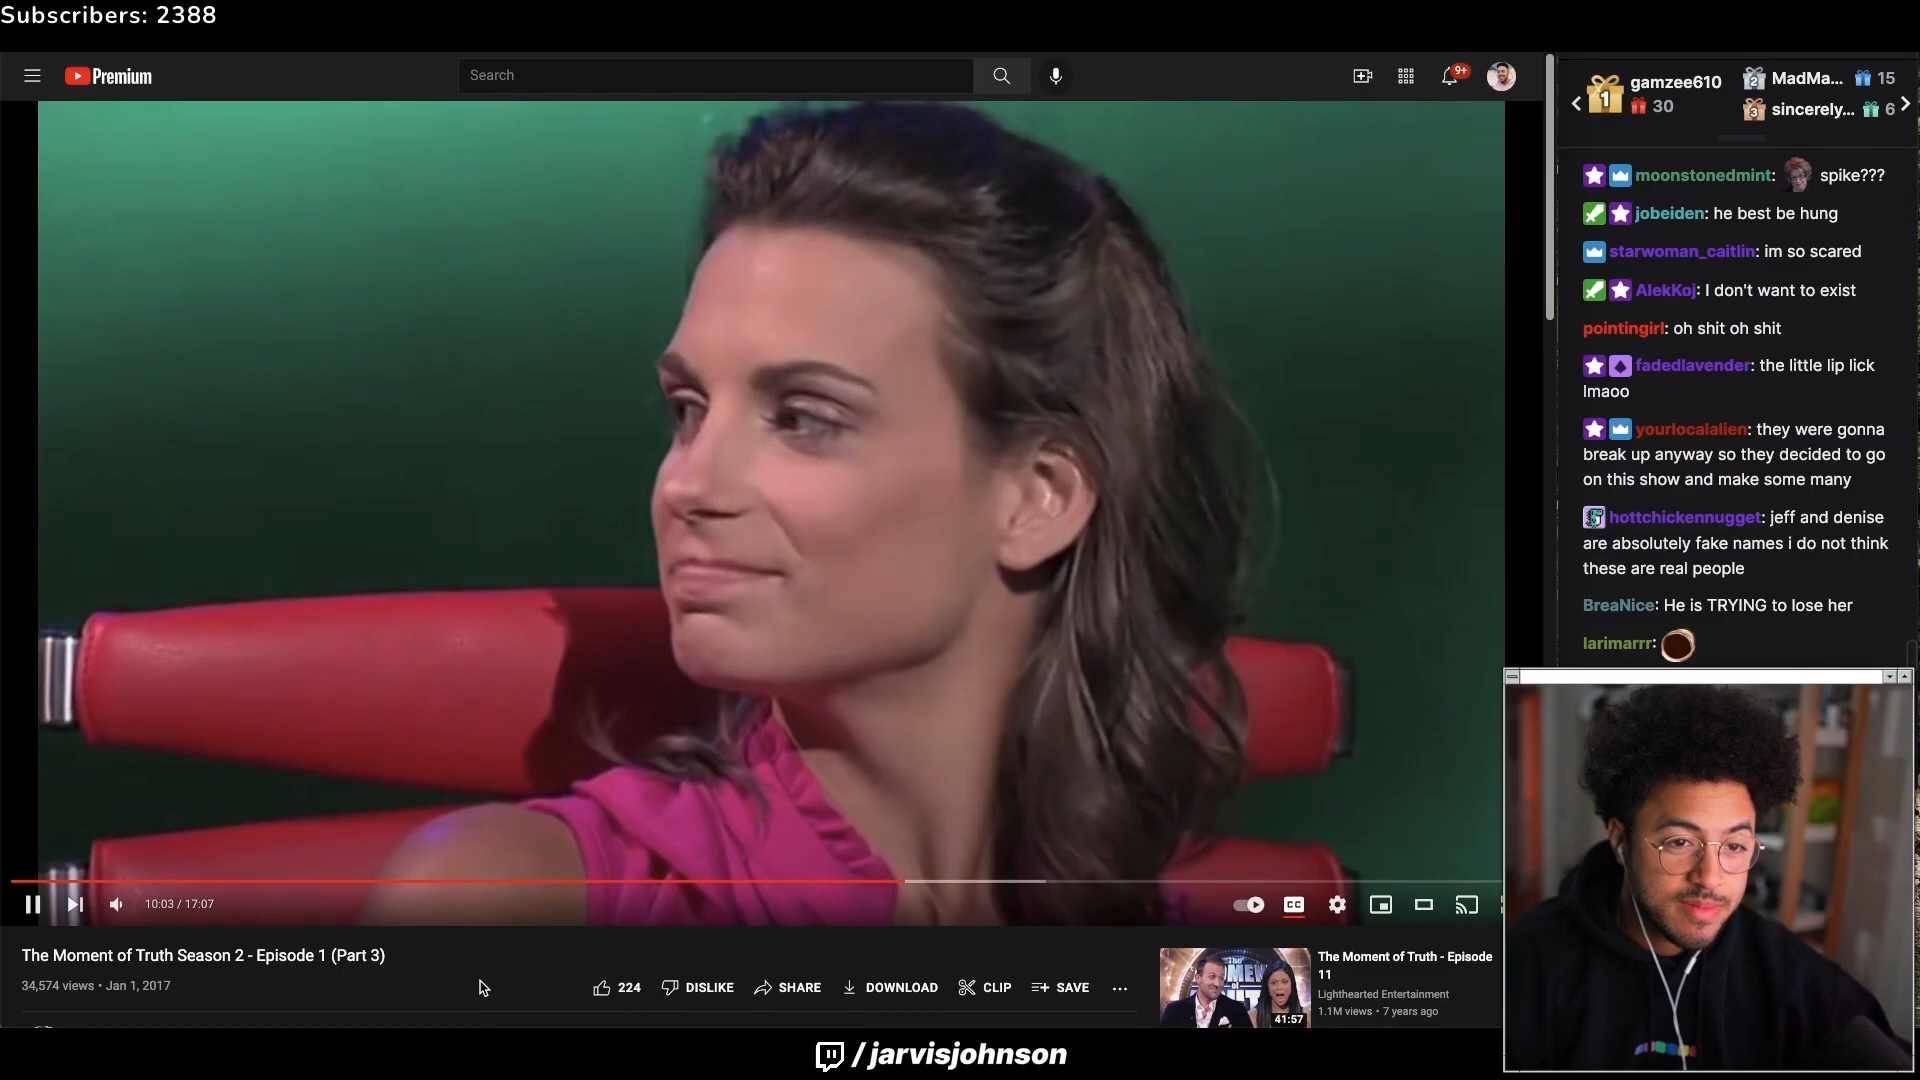 Subscribers: 2388
Premium
Search
9+
1
gamzee610
30
2
MadMa...
15
3
sincerely...
6
moonstonedmint: spike???
jobeiden: he best be hung
starwoman_caitlin: im so scared
AlekKoj: I don't want to exist
pointingirl: oh shit oh shit
fadedlavender: the little lip lick
lmaoo
yourlocalalien: they were gonna
break up anyway so they decided to go
on this show and make some many
hottchickennugget: jeff and denise
are absolutely fake names i do not think
these are real people
BreaNice: He is TRYING to lose her
larimarrr:
10:03 / 17:07
CC
The Moment of Truth Season 2 - Episode 1 (Part 3)
34,574 views • Jan 1, 2017
224
DISLIKE
SHARE
DOWNLOAD
CLIP
SAVE
41:57
The Moment of Truth - Episode
11
Lighthearted Entertainment
1.1M views • 7 years ago
/jarvisjohnson